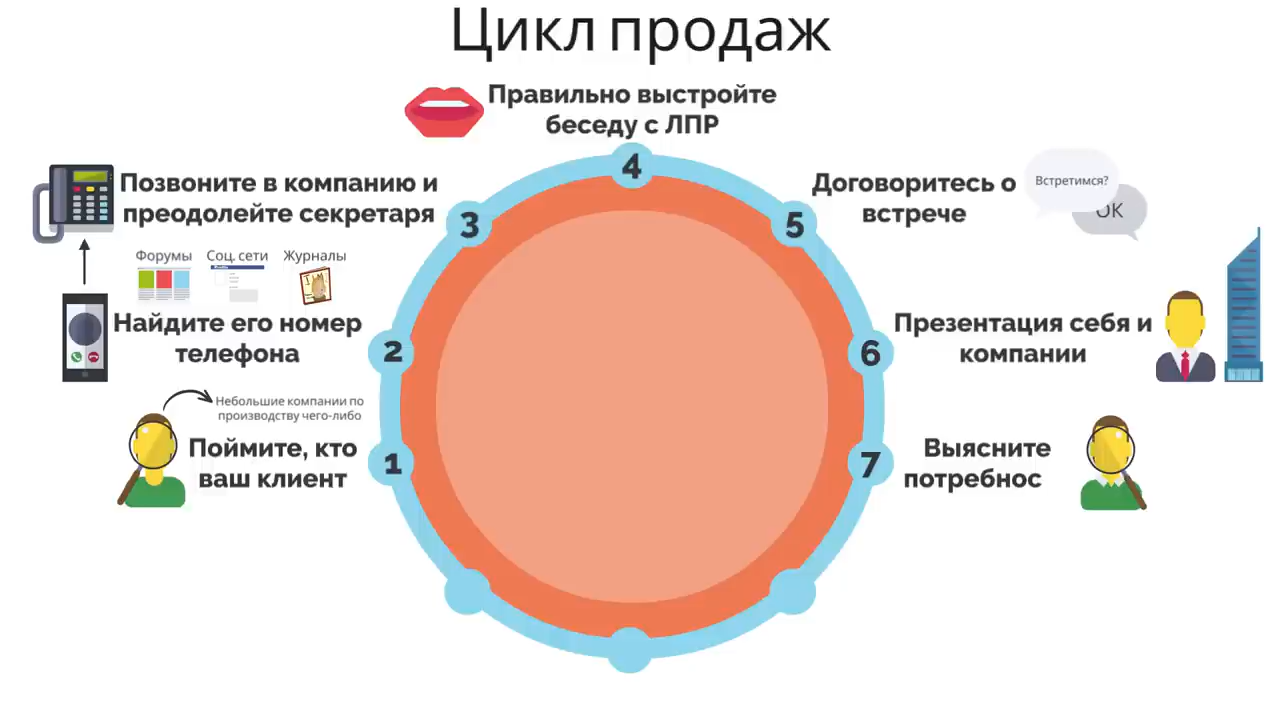 Цикл продаж
Правильно выстройте
беседу с ЛПР
4
Позвоните в компанию и
преодолейте секретаря
3
Форумы
Соц. сети
Журналы
Найдите его номер
телефона
2
Небольшие компании по
производству чего-либо
Поймите, кто
ваш клиент
1
5
Договоритесь о
встрече
Встретимся?
ОК
6
Презентация себя и
компании
7
Выясните
потребнос